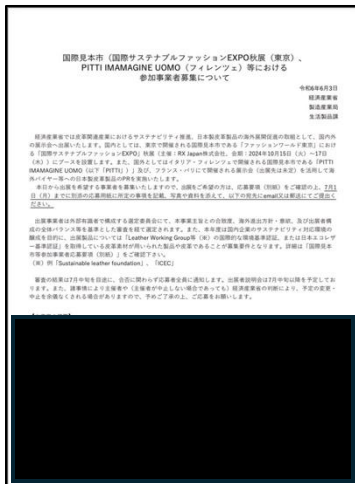 国際見本市（国際サステナブルファッションEXPO秋展（東京）、
PITTI IMAMAGINE UOMO（フィレンツェ）等における
参加事業者募集について
令和6年6月3日
経済産業省
製造産業局
生活製品課
経済産業省では皮革関連産業におけるサステナビリティ推進、日本製皮革製品の海外展開促進の取組として、国内外
の展示会へ出展いたします。国内としては、東京で開催される国際見本市である「ファッションワールド東京」におけ
る「国際サステナブルファッションEXPO」秋展（主催：RX Japan株式会社、会期：2024年10月15日（火）～17日
（木））にブースを設置します。また、国外としてはイタリア・フィレンツェで開催される国際見本市である「PITTI
IMAMAGINE UOMO（以下「PITTI」）」及び、フランス・パリにて開催される展示会（出展先は未定）を活用して海
外バイヤー等への日本製皮革製品のPRを実施いたします。
本日から出展を希望する事業者を募集いたしますので、出展をご希望の方は、応募要項（別紙）をご確認の上、7月1
日（月）までに別添の応募用紙に所定の事項を記載、写真や資料を添えて、以下の宛先にemail又は郵送にてご提出く
ださい。
出展事業者は外部有識者で構成する選定委員会にて、本事業主旨との合致度、海外進出方針・意欲、及び出展者構
成の全体バランス等を基準とした審査を経て選定されます。また、本年度は国内企業のサステナビリティ対応環境の
醸成を目的に、出展製品については「Leather Working Group等（※）の国際的な環境基準認証、または日本エコレザ
ー基準認証」を取得している皮革素材が用いられた製品や皮革であることが募集要件となります。詳細は「国際見本
市等参加事業者応募要項（別紙）」をご確認下さい。
（※）例「Sustainable leather foundation」、「ICEC」
審査の結果は7月中旬を目途に、合否に関わらず応募者全員に通知します。出展者説明会は7月中旬以降を予定してお
ります。また、諸事情により主催者や（主催者が中止しない場合であっても）経済産業省の判断により、予定の変更・
中止を余儀なくされる場合がありますので、予めご了承の上、ご応募をお願いします。